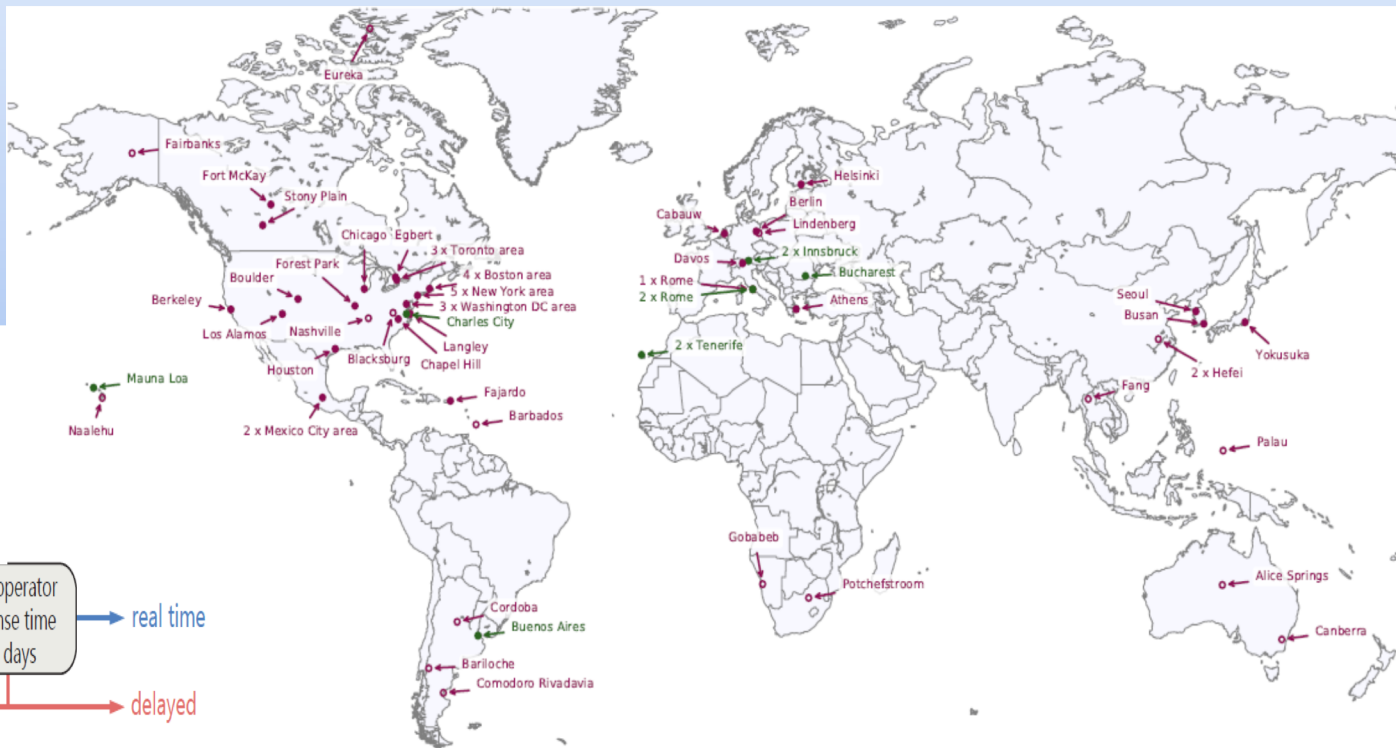 Eureka
Fairbanks
Fort McKay
Stony Plain
Chicago
Egbert
3 x Toronto area
Forest Park
4 x Boston area
Boulder
5 x New York area
Berkeley
3 x Washington DC area
Los Alamos
Nashville
Charles City
Langley
Blacksburg
Chapel Hill
Houston
Mauna Loa
Naalehu
2 x Mexico City area
Fajardo
Barbados
Helsinki
Berlin
Cabauw
Lindenberg
2 x Innsbruck
Davos
Bucharest
1 x Rome
2 x Rome
Athens
2 x Tenerife
Seoul
Busan
Yokusuka
2 x Hefei
Fang
Palau
Gobabeb
Potchefstroom
Alice Springs
Canberra
Cordoba
Buenos Aires
Bariloche
Comodoro Rivadavia
operator
nse time
days
real time
delayed